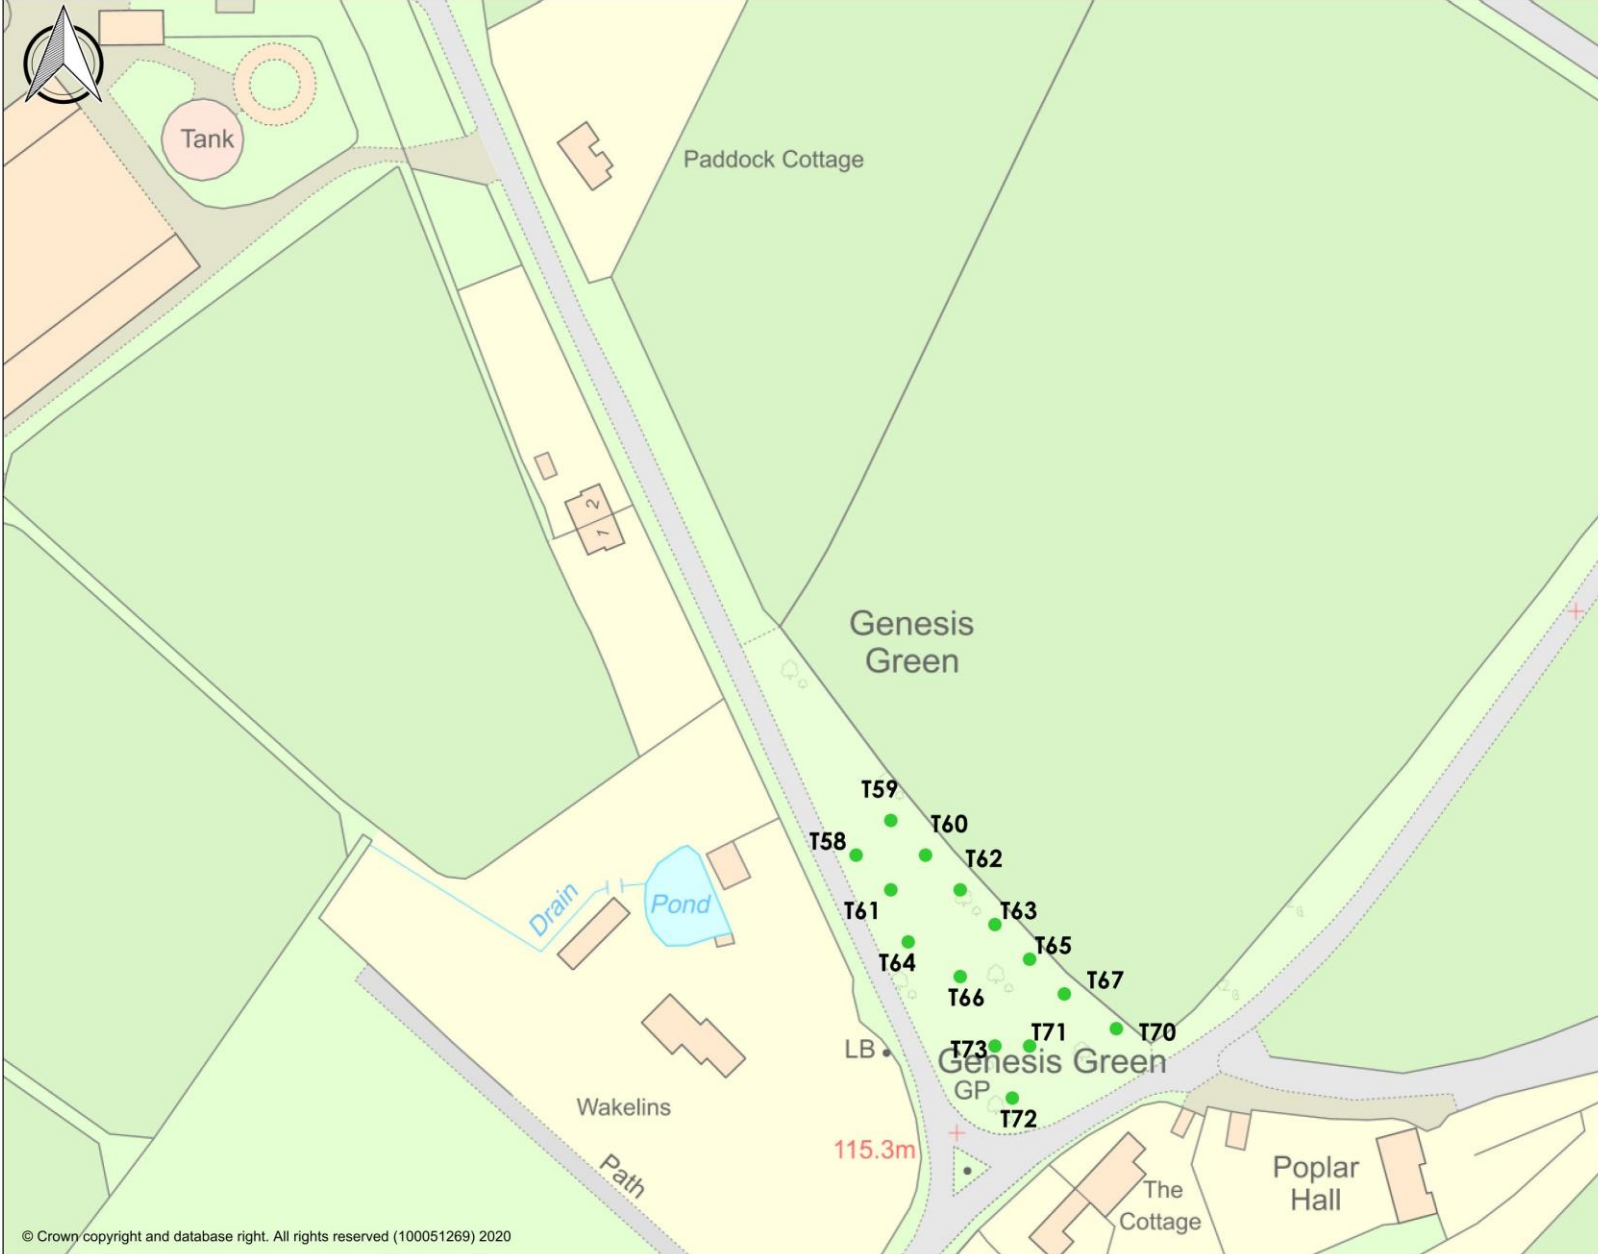 Tank
Paddock Cottage
2
1
Genesis
Green
T59
T60
T58
T62
T61
T63
T64
T65
T66
T67
T70
T71
T73
Genesis Green
GP
T72
LB
115.3m
Drain
Pond
Wakelins
Path
The
Cottage
Poplar
Hall
© Crown copyright and database right. All rights reserved (100051269) 2020